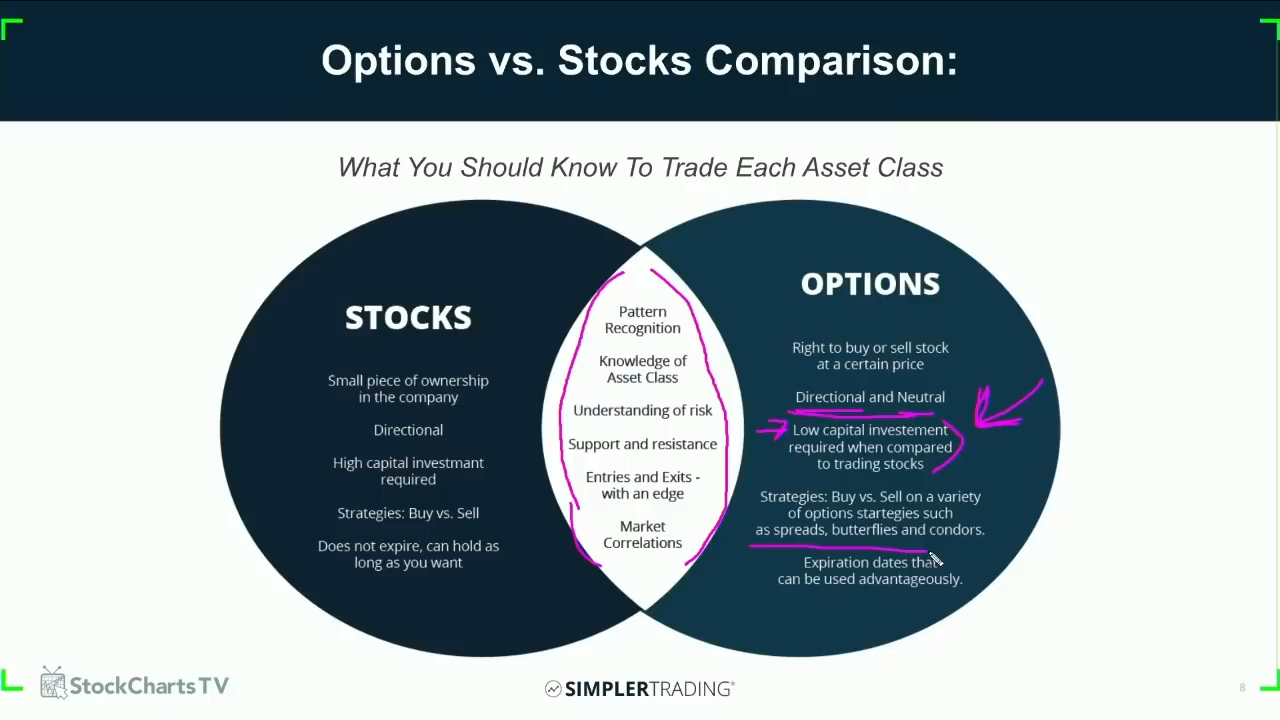 Options vs. Stocks Comparison:
What You Should Know To Trade Each Asset Class
STOCKS
Small piece of ownership
in the company
Directional
High capital investmant
required
Strategies: Buy vs. Sell
Does not expire, can hold as
long as you want
Pattern
Recognition
Knowledge of
Asset Class
Understanding of risk
Support and resistance
Entries and Exits -
with an edge
Market
Correlations
OPTIONS
Right to buy or sell stock
at a certain price
Directional and Neutral
Low capital investement
required when compared
to trading stocks
Strategies: Buy vs. Sell on a variety
of options startegies such
as spreads, butterflies and condors.
Expiration dates that
can be used advantageously.
StockCharts TV
SIMPLERTRADING®
8